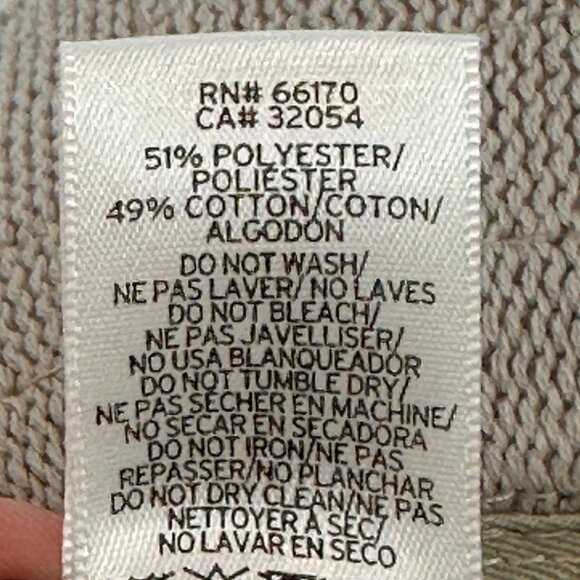 RN# 66170
CA# 32054
51% POLYESTER/
POLIÉSTER
49% COTTON/COTON/
ALGODÓN
DO NOT WASH/
NE PAS LAVER/ NO LAVES
DO NOT BLEACH/
NE PAS JAVELLISER/
NO USA BLANQUEADOR
DO NOT TUMBLE DRY/
NE PAS SÉCHER EN MACHINE/
NO SECAR EN SECADORA
DO NOT IRON/NE PAS
REPASSER/NO PLANCHAR
DO NOT DRY CLEAN/NE PAS
NETTOYER À SEC/
NO LAVAR EN SECO